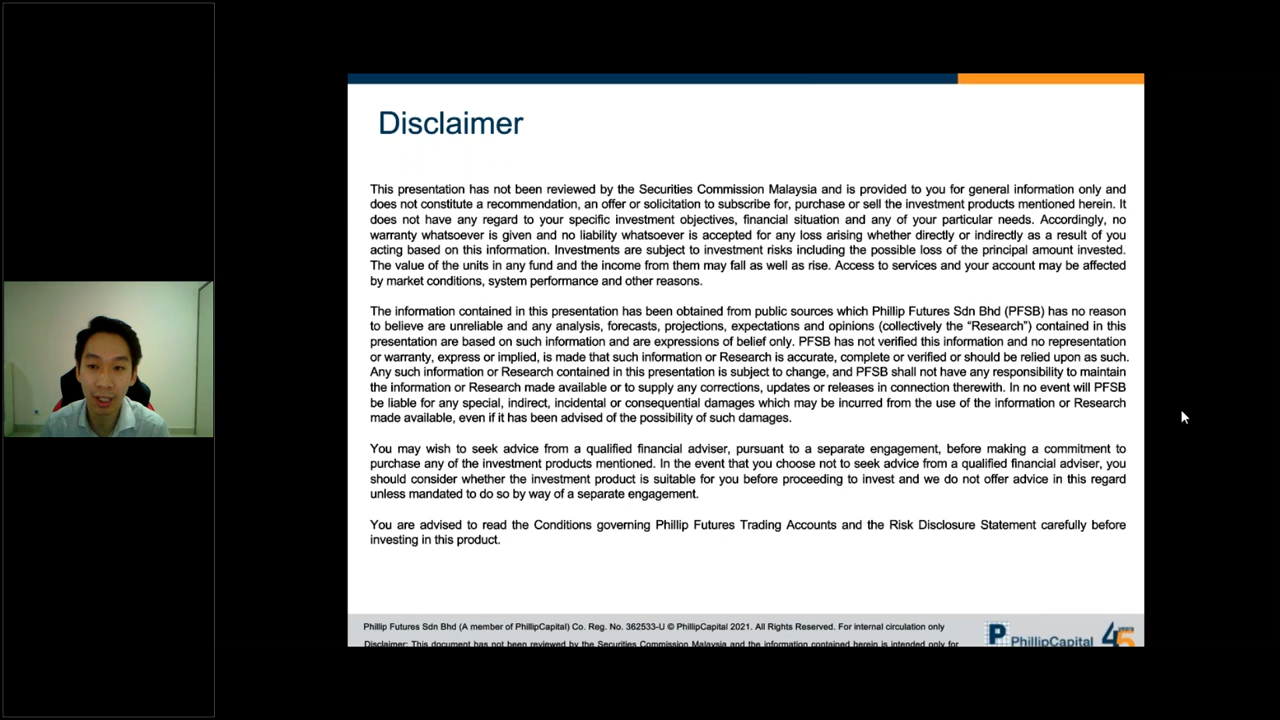 Disclaimer
This presentation has not been reviewed by the Securities Commission Malaysia and is provided to you for general information only and
does not constitute a recommendation, an offer or solicitation to subscribe for, purchase or sell the investment products mentioned herein. It
does not have any regard to your specific investment objectives, financial situation and any of your particular needs. Accordingly, no
warranty whatsoever is given and no liability whatsoever is accepted for any loss arising whether directly or indirectly as a result of you
acting based on this information. Investments are subject to investment risks including the possible loss of the principal amount invested.
The value of the units in any fund and the income from them may fall as well as rise. Access to services and your account may be affected
by market conditions, system performance and other reasons.
The information contained in this presentation has been obtained from public sources which Phillip Futures Sdn Bhd (PFSB) has no reason
to believe are unreliable and any analysis, forecasts, projections, expectations and opinions (collectively the “Research”) contained in this
presentation are based on such information and are expressions of belief only. PFSB has not verified this information and no representation
or warranty, express or implied, is made that such information or Research is accurate, complete or verified or should be relied upon as such.
Any such information or Research contained in this presentation is subject to change, and PFSB shall not have any responsibility to maintain
the information or Research made available or to supply any corrections, updates or releases in connection therewith. In no event will PFSB
be liable for any special, indirect, incidental or consequential damages which may be incurred from the use of the information or Research
made available, even if it has been advised of the possibility of such damages.
You may wish to seek advice from a qualified financial adviser, pursuant to a separate engagement, before making a commitment to
purchase any of the investment products mentioned. In the event that you choose not to seek advice from a qualified financial adviser, you
should consider whether the investment product is suitable for you before proceeding to invest and we do not offer advice in this regard
unless mandated to do so by way of a separate engagement.
You are advised to read the Conditions governing Phillip Futures Trading Accounts and the Risk Disclosure Statement carefully before
investing in this product.
Phillip Futures Sdn Bhd (A member of PhillipCapital) Co. Reg. No. 362533-U © PhillipCapital 2021. All Rights Reserved. For internal circulation only
Disclaimer: This document has not been reviewed by the Securities Commission Malaysia and the information contained herein is intended only for
P PhillipCapital 45 years